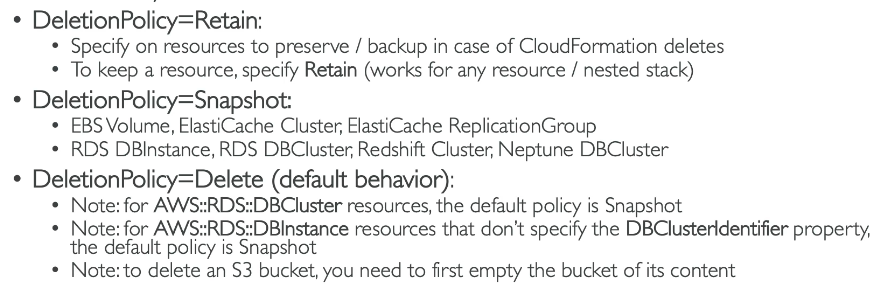 • DeletionPolicy=Retain:
• Specify on resources to preserve / backup in case of CloudFormation deletes
• To keep a resource, specify Retain (works for any resource / nested stack)
• DeletionPolicy=Snapshot:
• EBS Volume, ElastiCache Cluster, ElastiCache ReplicationGroup
• RDS DBInstance, RDS DBCluster, Redshift Cluster, Neptune DBCluster
• DeletionPolicy=Delete (default behavior):
• Note: for AWS::RDS::DBCluster resources, the default policy is Snapshot
• Note: for AWS::RDS::DBInstance resources that don't specify the DBClusterIdentifier property,
the default policy is Snapshot
• Note: to delete an S3 bucket, you need to first empty the bucket of its content